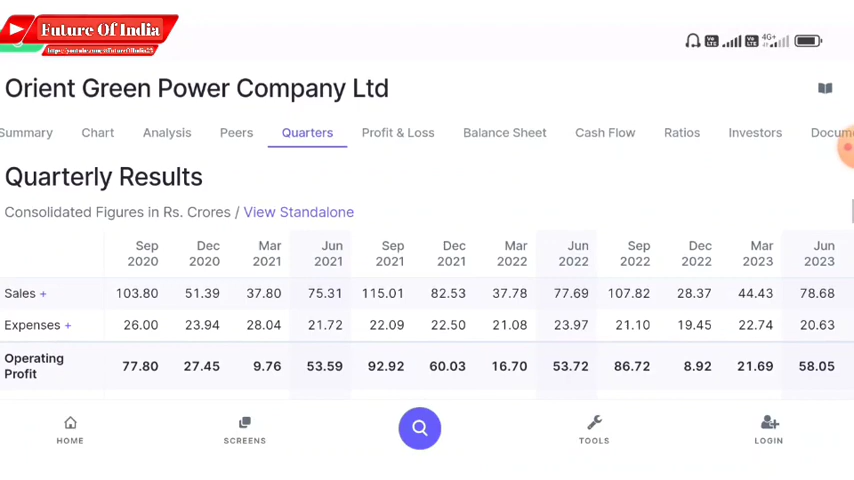 Future Of India
Orient Green Power Company Ltd
Summary Chart Analysis Peers Quarters Profit & Loss Balance Sheet Cash Flow Ratios Investors Docum
Quarterly Results
Consolidated Figures in Rs. Crores / View Standalone
Sep 2020 Dec 2020 Mar 2021 Jun 2021 Sep 2021 Dec 2021 Mar 2022 Jun 2022 Sep 2022 Dec 2022 Mar 2023 Jun 2023
Sales + 103.80 51.39 37.80 75.31 115.01 82.53 37.78 77.69 107.82 28.37 44.43 78.68
Expenses + 26.00 23.94 28.04 21.72 22.09 22.50 21.08 23.97 21.10 19.45 22.74 20.63
Operating Profit 77.80 27.45 9.76 53.59 92.92 60.03 16.70 53.72 86.72 8.92 21.69 58.05
HOME SCREENS TOOLS LOGIN